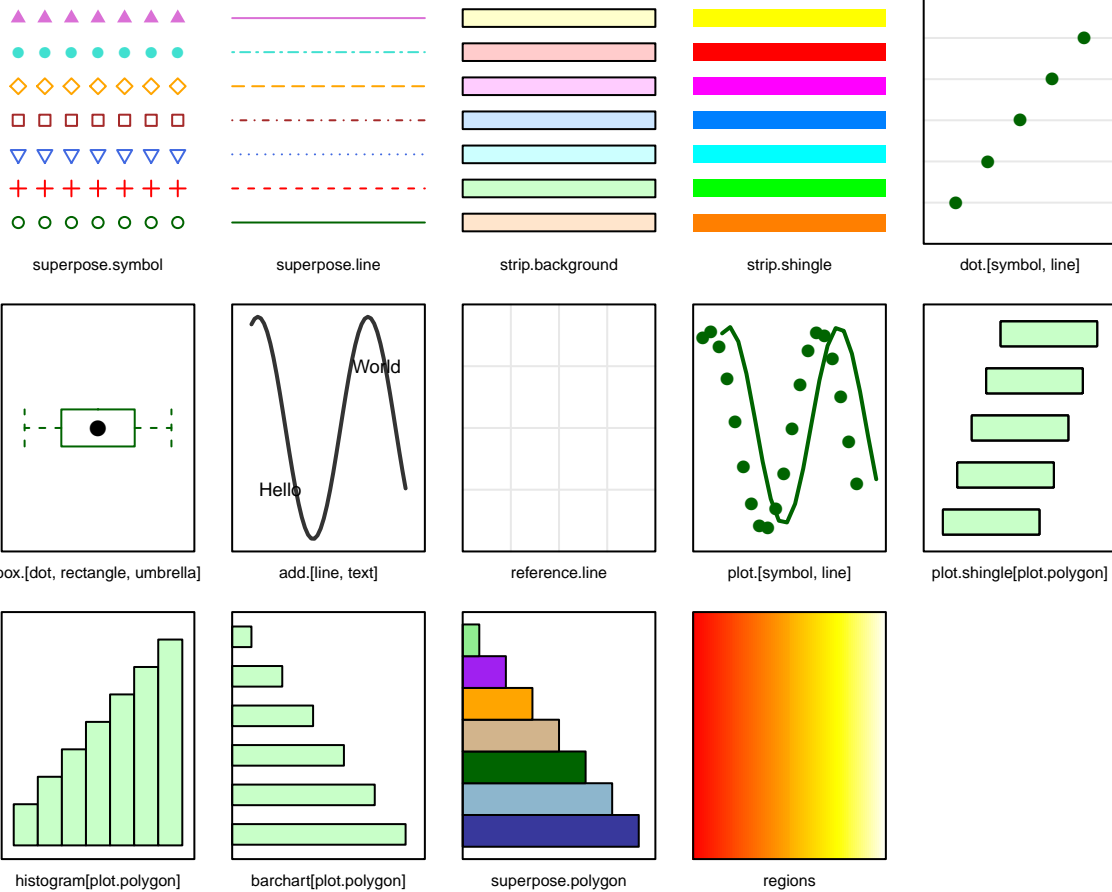 superpose.symbol
superpose.line
strip.background
strip.shingle
dot.[symbol, line]
World
Hello
box.[dot, rectangle, umbrella]
add.[line, text]
reference.line
plot.[symbol, line]
plot.shingle[plot.polygon]
histogram[plot.polygon]
barchart[plot.polygon]
superpose.polygon
regions